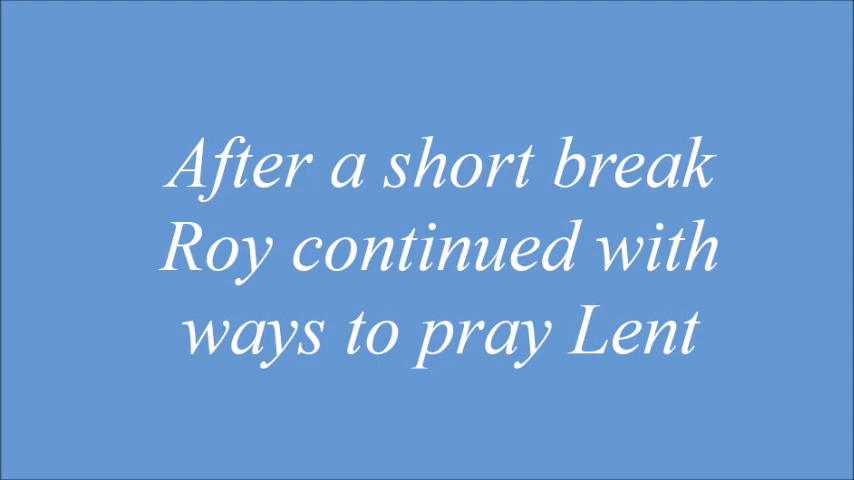 After a short break
Roy continued with
ways to pray Lent